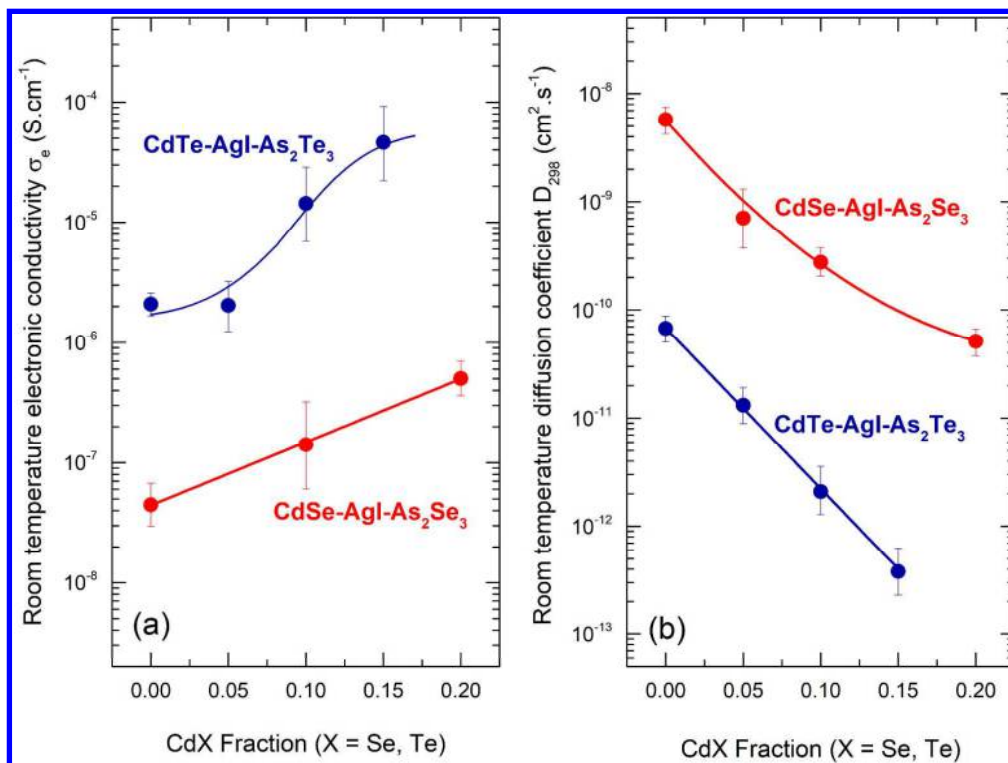 Room temperature electronic conductivity σₑ (S.cm⁻¹)
10⁻⁴
10⁻⁵
10⁻⁶
10⁻⁷
10⁻⁸
CdTe-AgI-As₂Te₃
CdSe-AgI-As₂Se₃
(a)
0.00 0.05 0.10 0.15 0.20
CdX Fraction (X = Se, Te)
Room temperature diffusion coefficient D₂₉₈ (cm².s⁻¹)
10⁻⁸
10⁻⁹
10⁻¹⁰
10⁻¹¹
10⁻¹²
10⁻¹³
CdSe-AgI-As₂Se₃
CdTe-AgI-As₂Te₃
(b)
0.00 0.05 0.10 0.15 0.20
CdX Fraction (X = Se, Te)